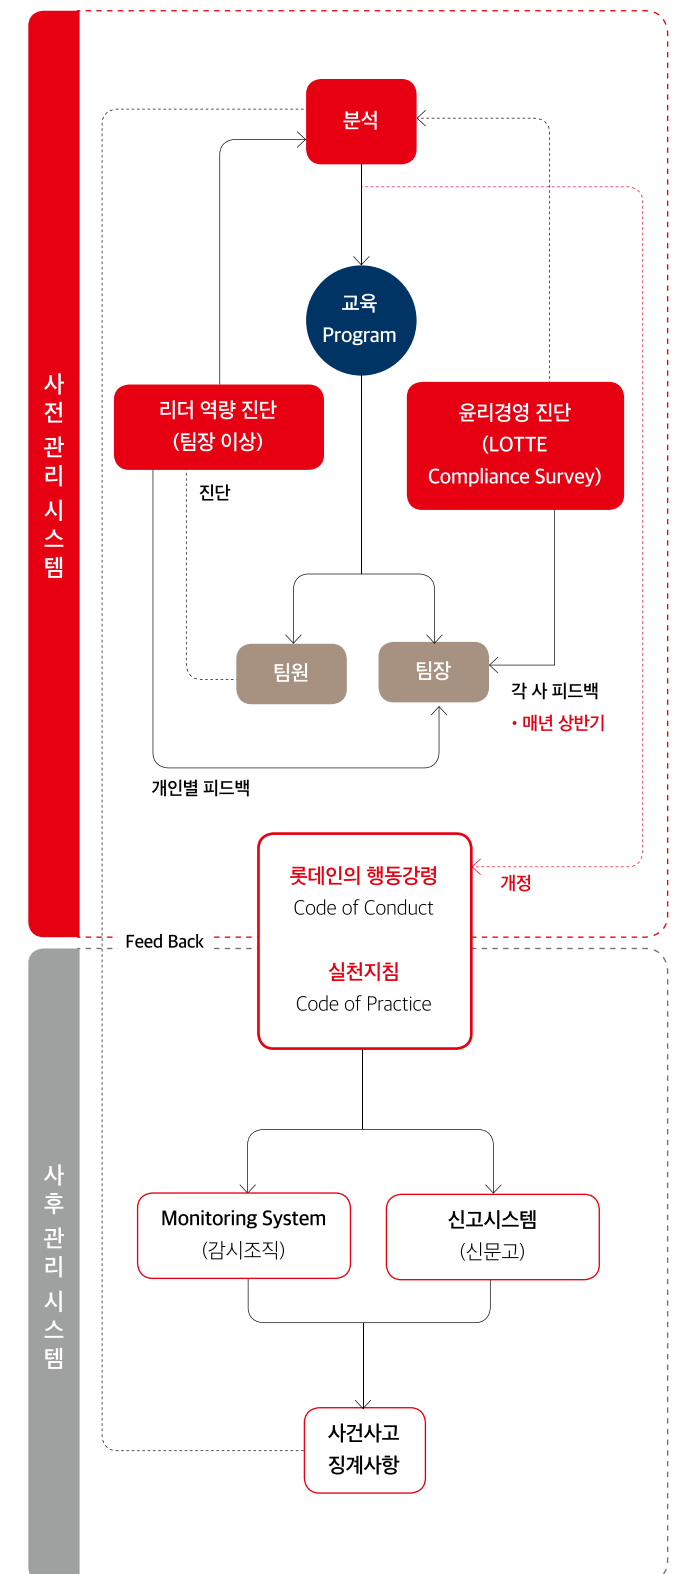 사전 관리 시스템
분석
교육
Program
리더 역량 진단
(팀장 이상)
윤리경영 진단
(LOTTE
Compliance Survey)
진단
팀원
팀장
각 사 피드백
• 매년 상반기
개인별 피드백
롯데인의 행동강령
Code of Conduct
개정
Feed Back
실천지침
Code of Practice
사후 관리 시스템
Monitoring System
(감시조직)
신고시스템
(신문고)
사건사고
징계사항